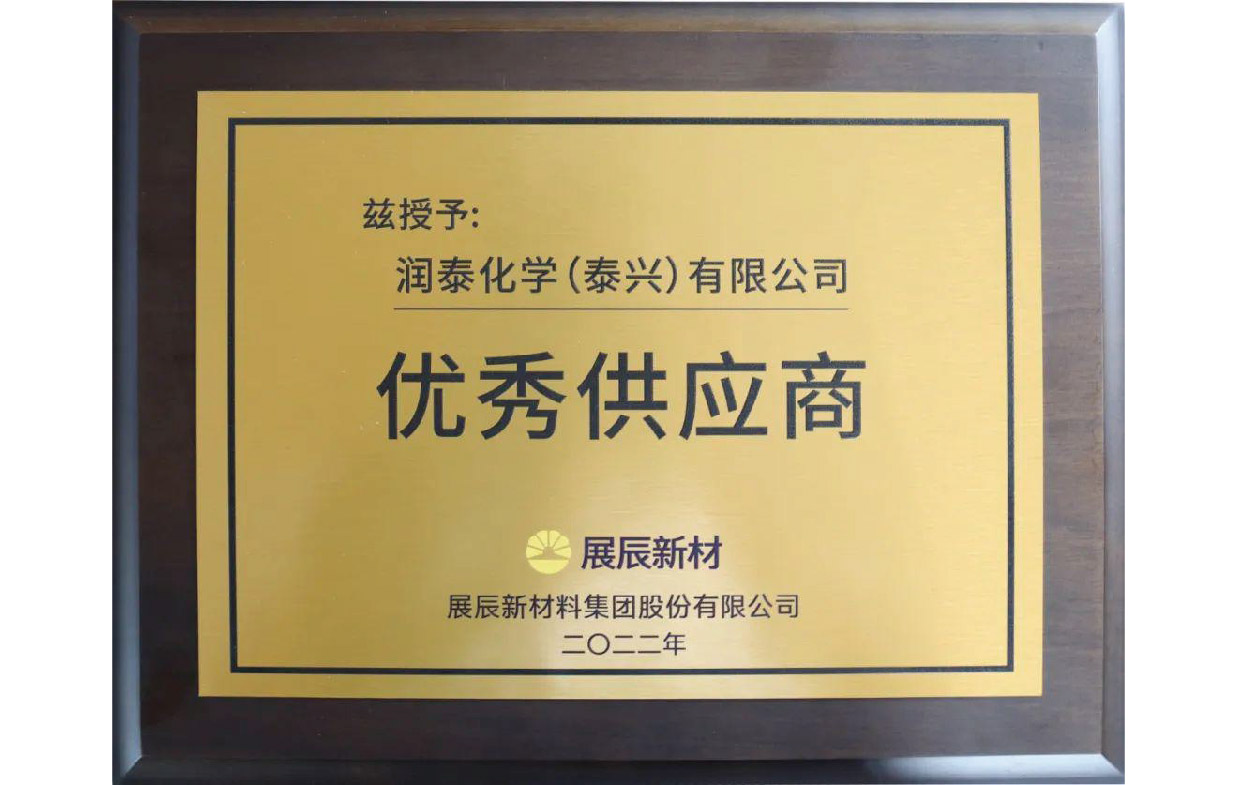 兹授予:
润泰化学(泰兴)有限公司
优秀供应商
展辰新材
展辰新材料集团股份有限公司
二〇二二年